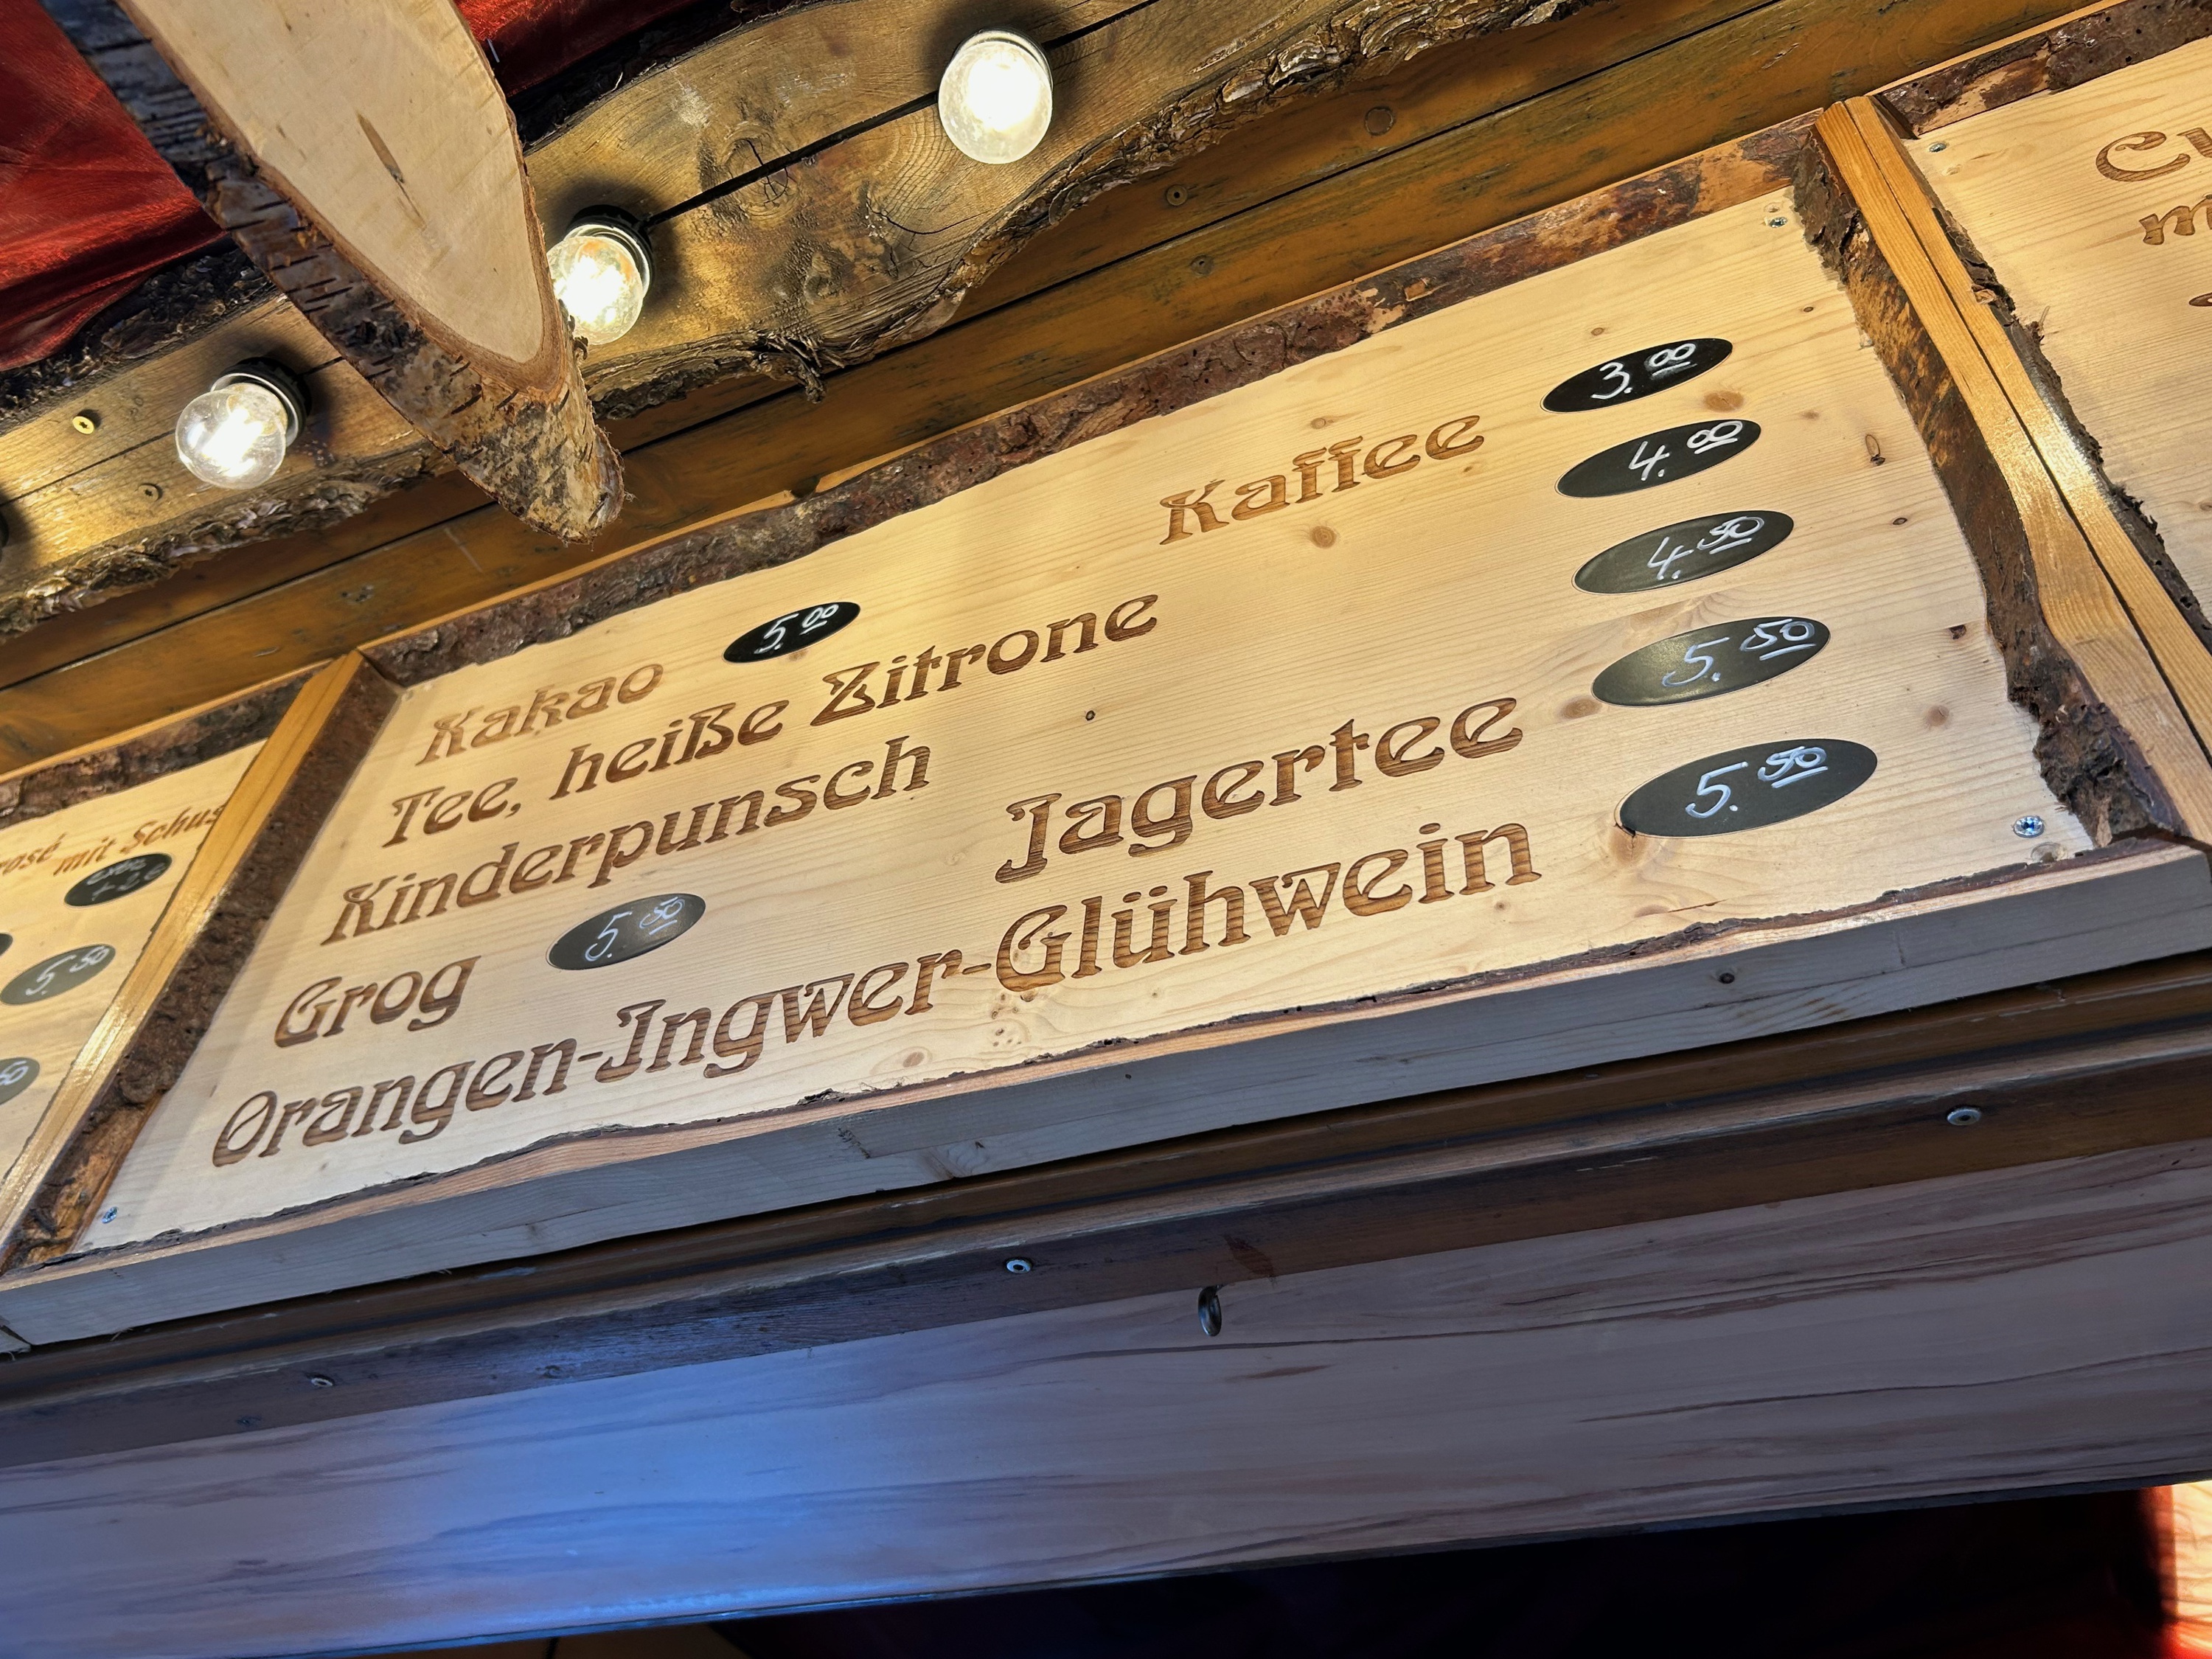 Kakao 5.00 Kaffee 3.00
Tee, heiße Zitrone 4.00
Kinderpunsch 4.50
Grog 5.50 Jagertee 5.50
Orangen-Ingwer-Glühwein 5.50
mit Schus
5.50